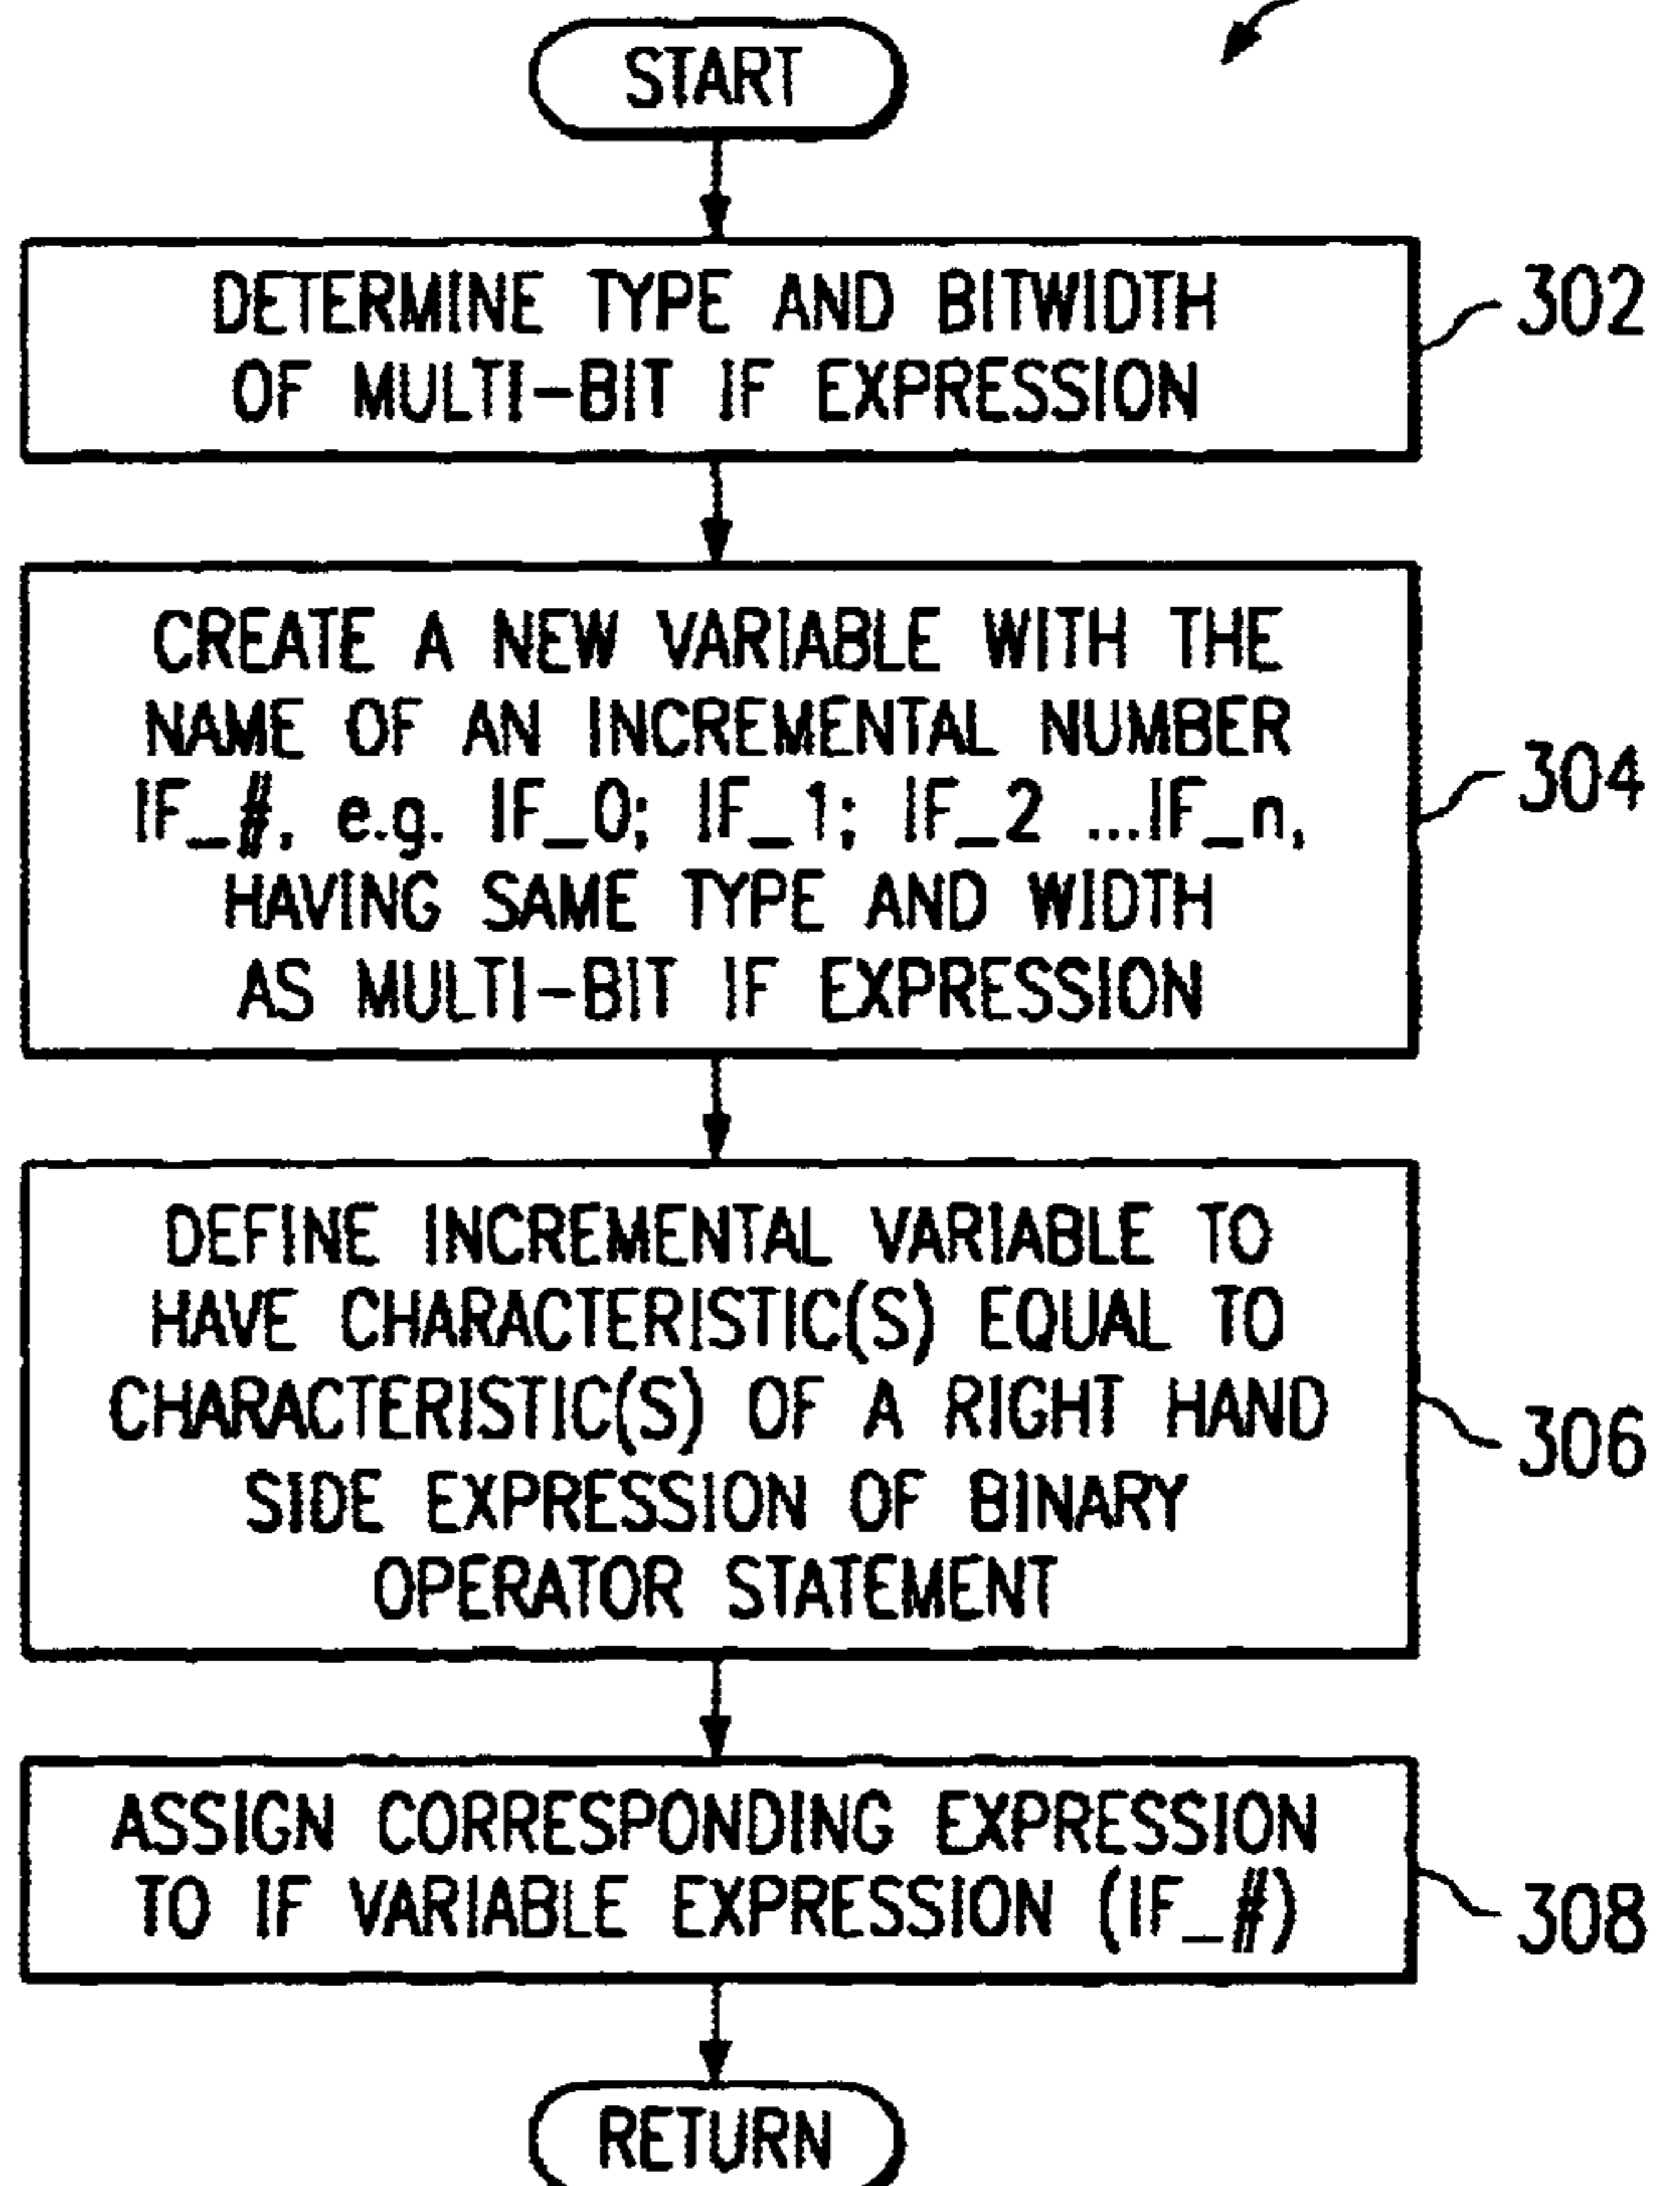 START
DETERMINE TYPE AND BITWIDTH
OF MULTI-BIT IF EXPRESSION
302
CREATE A NEW VARIABLE WITH THE
NAME OF AN INCREMENTAL NUMBER
IF_#, e.g. IF_0; IF_1; IF_2 ...IF_n,
HAVING SAME TYPE AND WIDTH
AS MULTI-BIT IF EXPRESSION
304
DEFINE INCREMENTAL VARIABLE TO
HAVE CHARACTERISTIC(S) EQUAL TO
CHARACTERISTIC(S) OF A RIGHT HAND
SIDE EXPRESSION OF BINARY
OPERATOR STATEMENT
306
ASSIGN CORRESPONDING EXPRESSION
TO IF VARIABLE EXPRESSION (IF_#)
308
RETURN